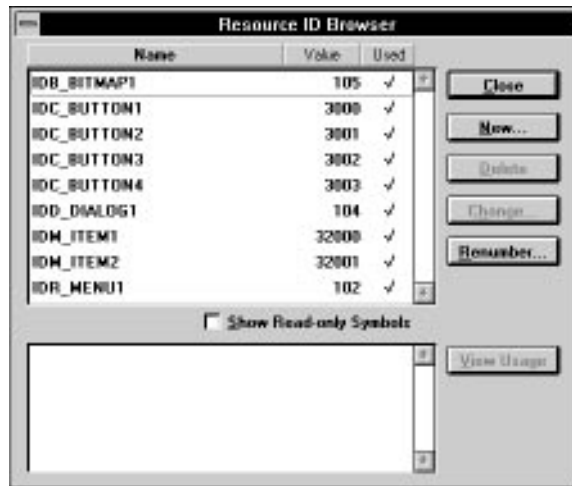 Resource ID Browser
Name Value Used
IDB_BITMAP1 105 ✓
IDC_BUTTON1 3000 ✓
IDC_BUTTON2 3001 ✓
IDC_BUTTON3 3002 ✓
IDC_BUTTON4 3003 ✓
IDD_DIALOG1 104 ✓
IDM_ITEM1 32000 ✓
IDM_ITEM2 32001 ✓
IDR_MENU1 102 ✓
Close
New...
Delete
Change...
Renumber...
Show Read-only Symbols
View Usage